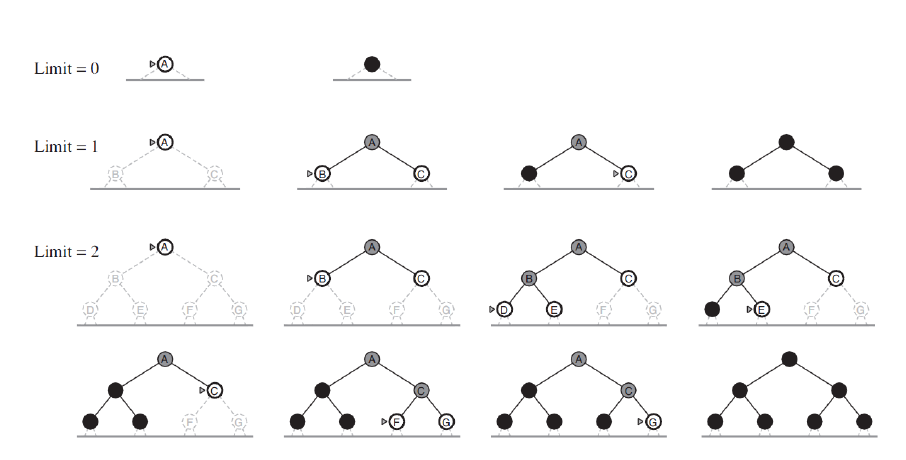 Limit = 0 A
Limit = 1 A A A
B C B C C
Limit = 2 A A A A
B C B C B C B C
D E F G D E F G D E F G E F G
A A A
C C C
F G F G G